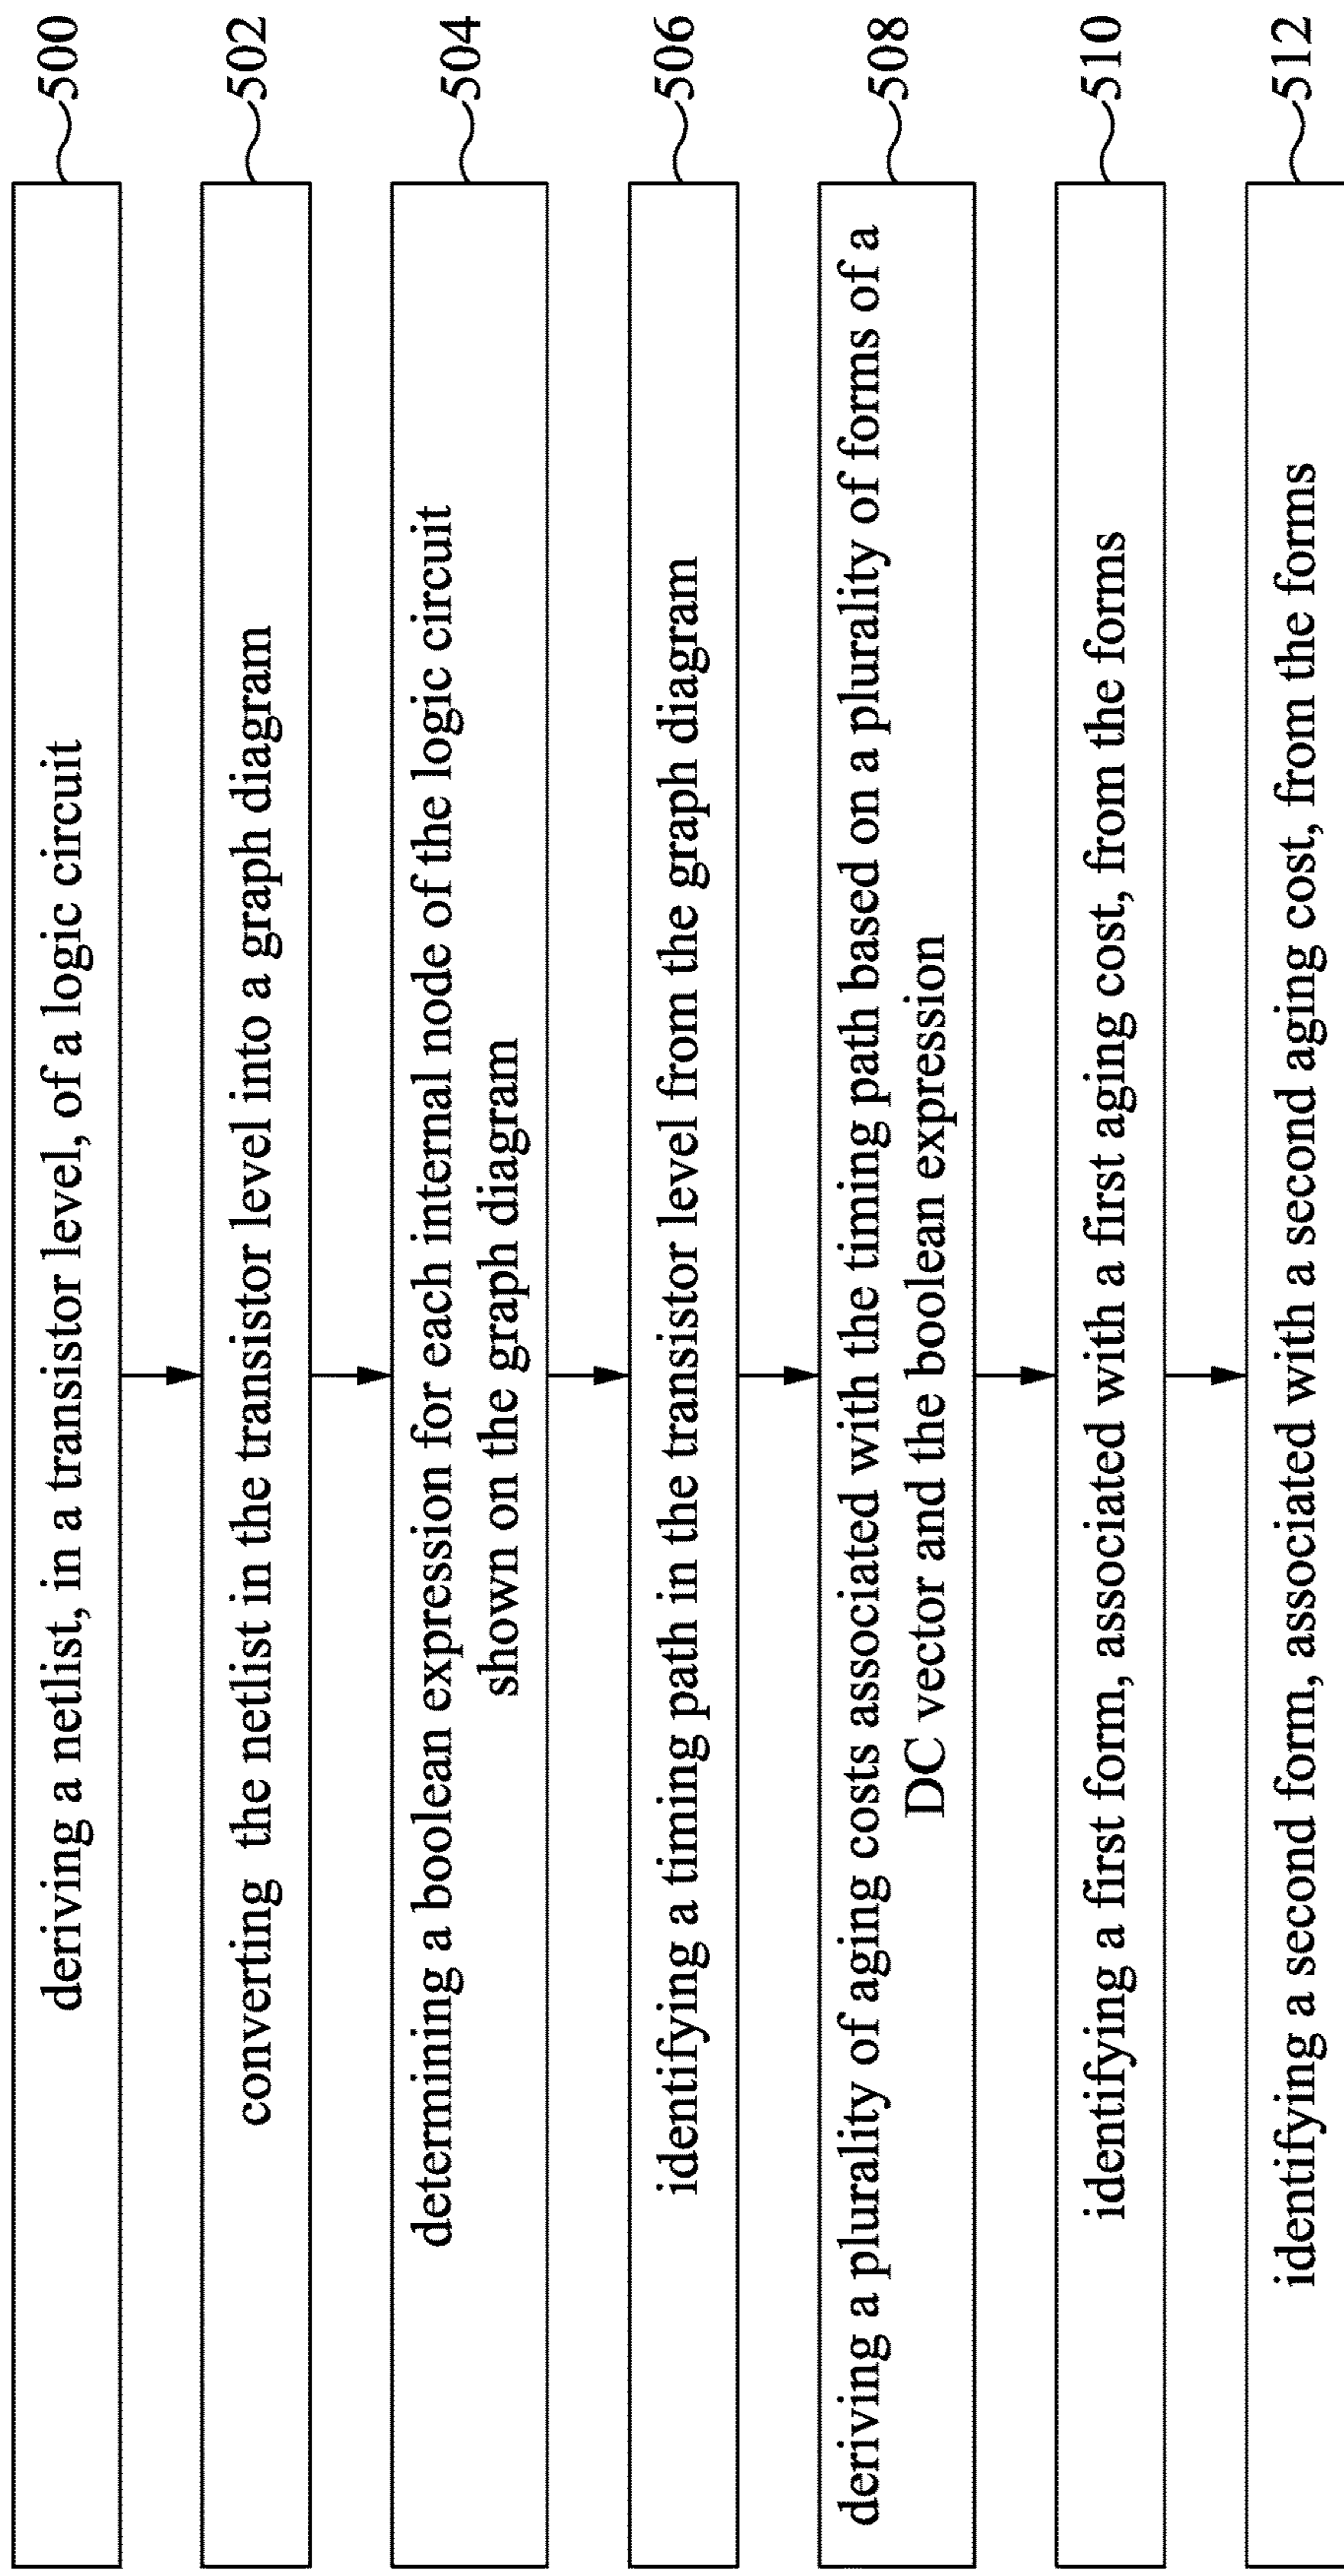 deriving a netlist, in a transistor level, of a logic circuit
500
converting the netlist in the transistor level into a graph diagram
502
determining a boolean expression for each internal node of the logic circuit
shown on the graph diagram
504
identifying a timing path in the transistor level from the graph diagram
506
deriving a plurality of aging costs associated with the timing path based on a plurality of forms of a
DC vector and the boolean expression
508
identifying a first form, associated with a first aging cost, from the forms
510
identifying a second form, associated with a second aging cost, from the forms
512